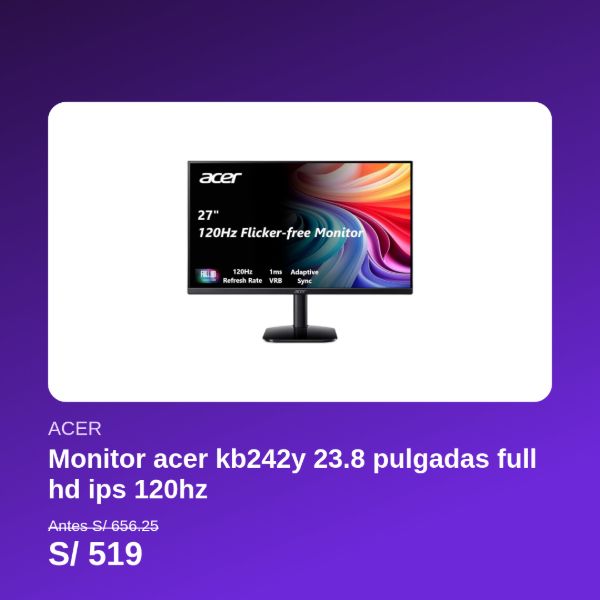 acer
27"
120Hz Flicker-free Monitor
FULL HD
120Hz Refresh Rate
1ms VRB
Adaptive Sync
acer
ACER
Monitor acer kb242y 23.8 pulgadas full
hd ips 120hz
Antes S/ 656.25
S/ 519